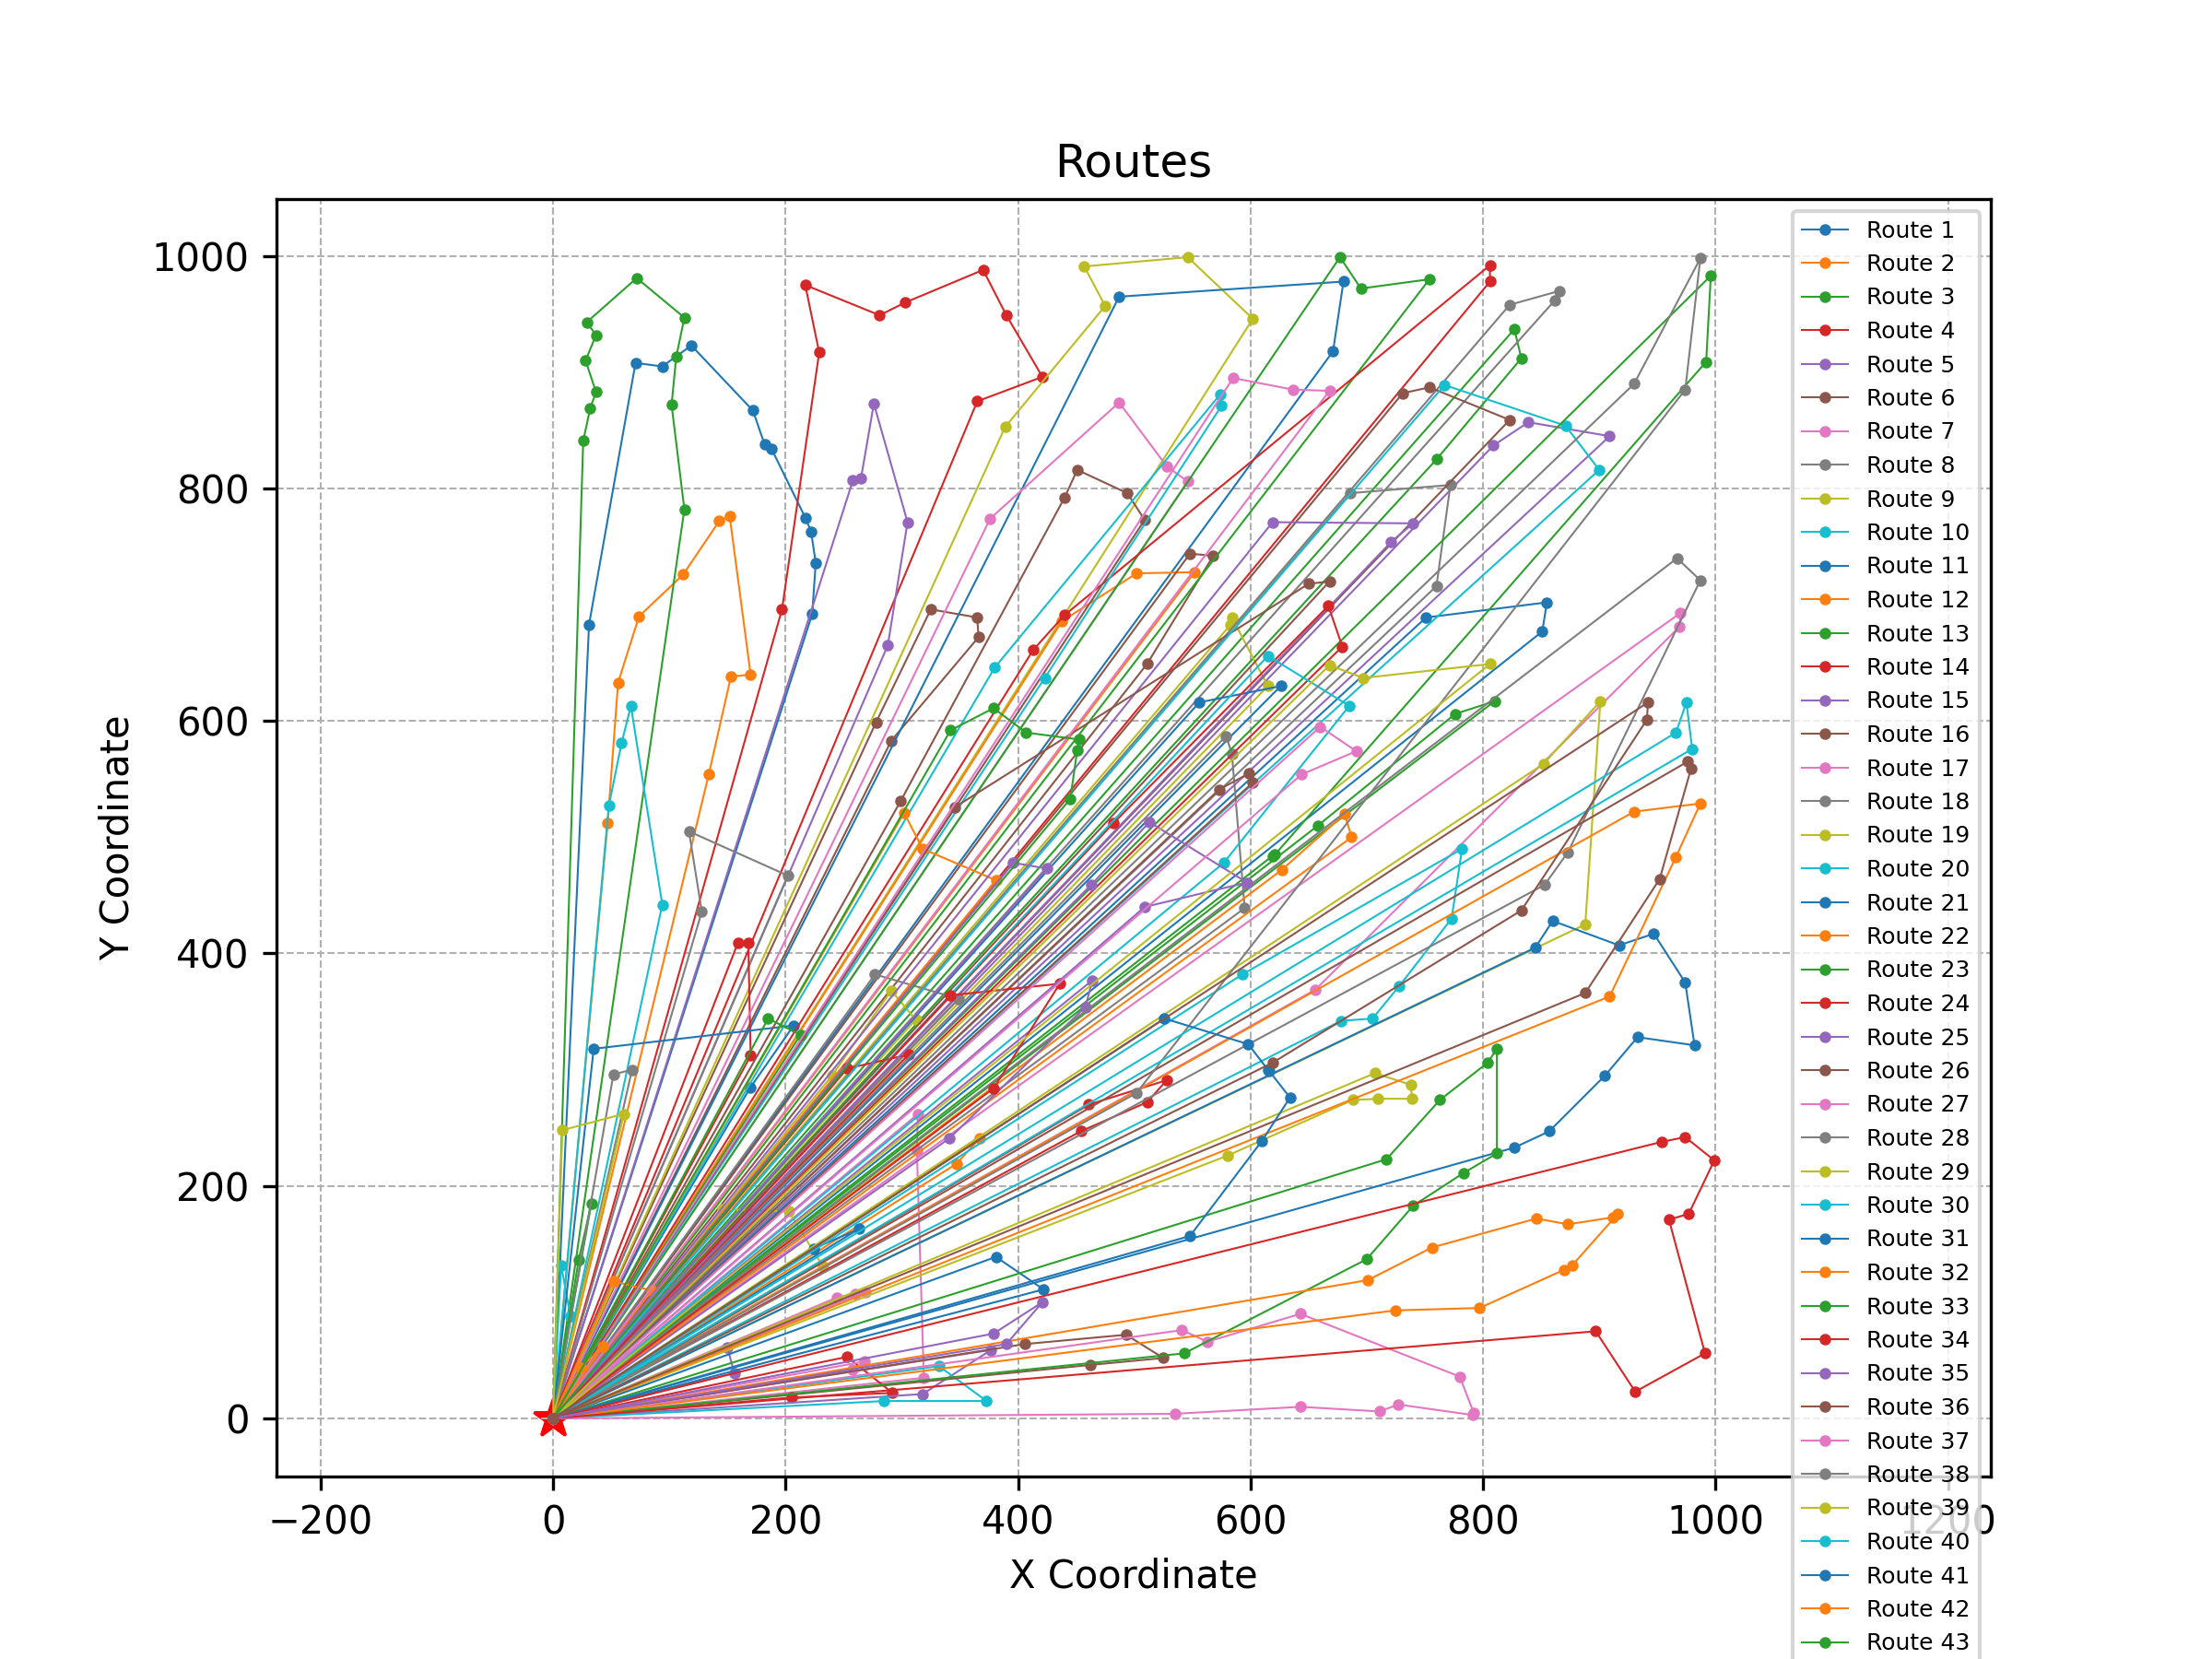 Routes
1000
800
600
400
200
0
Y Coordinate
−200
0
200
400
600
800
1000
1200
X Coordinate
Route 1
Route 2
Route 3
Route 4
Route 5
Route 6
Route 7
Route 8
Route 9
Route 10
Route 11
Route 12
Route 13
Route 14
Route 15
Route 16
Route 17
Route 18
Route 19
Route 20
Route 21
Route 22
Route 23
Route 24
Route 25
Route 26
Route 27
Route 28
Route 29
Route 30
Route 31
Route 32
Route 33
Route 34
Route 35
Route 36
Route 37
Route 38
Route 39
Route 40
Route 41
Route 42
Route 43